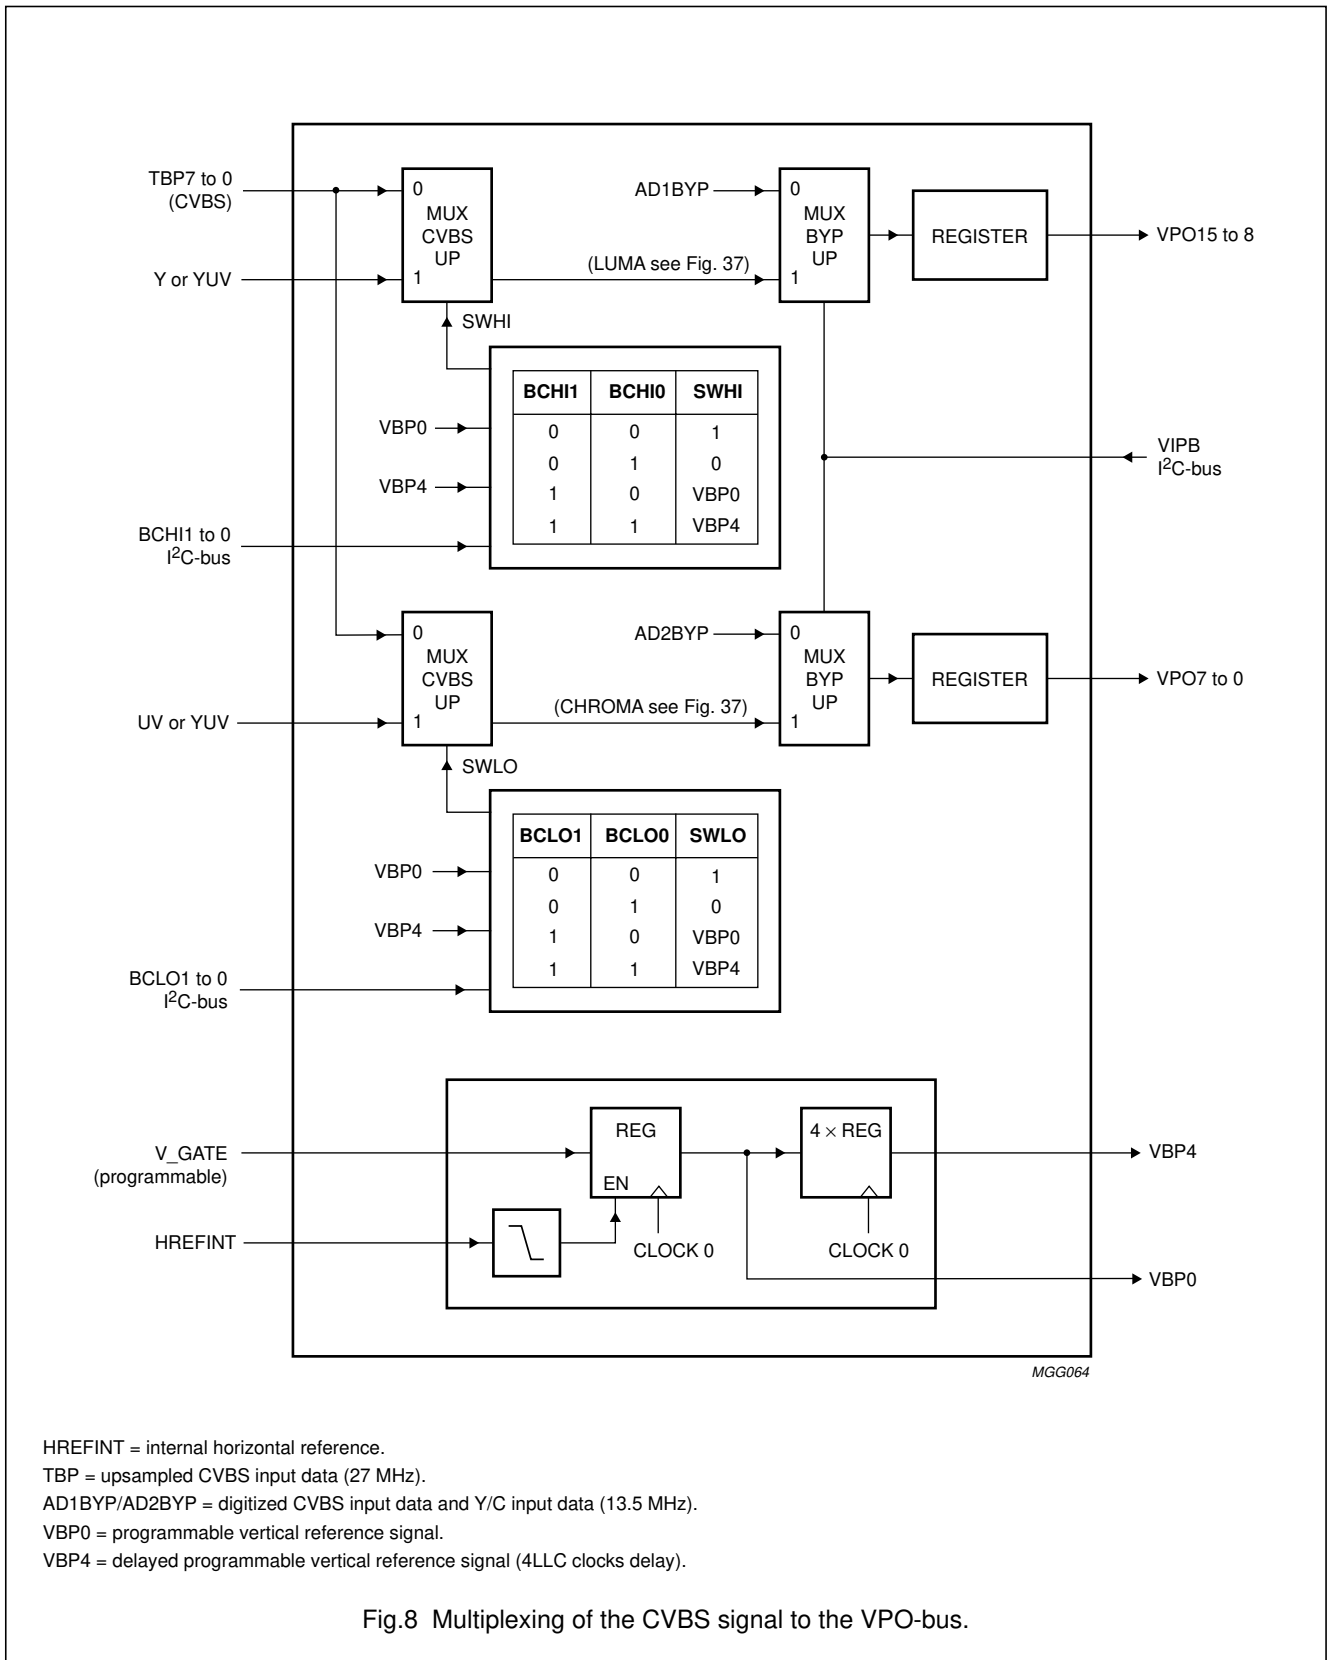 TBP7 to 0
(CVBS)
0
MUX
CVBS
UP
1
Y or YUV
AD1BYP
(LUMA see Fig. 37)
0
MUX
BYP
UP
1
REGISTER
VPO15 to 8
SWHI
BCHI1 BCHI0 SWHI
0 0 1
0 1 0
1 0 VBP0
1 1 VBP4
VBP0
VBP4
BCHI1 to 0
I2C-bus
VIPB
I2C-bus
0
MUX
CVBS
UP
1
UV or YUV
AD2BYP
(CHROMA see Fig. 37)
0
MUX
BYP
UP
1
REGISTER
VPO7 to 0
SWLO
BCLO1 BCLO0 SWLO
0 0 1
0 1 0
1 0 VBP0
1 1 VBP4
VBP0
VBP4
BCLO1 to 0
I2C-bus
V_GATE
(programmable)
REG
EN
4 × REG
VBP4
HREFINT
CLOCK 0
CLOCK 0
VBP0
MGG064
HREFINT = internal horizontal reference.
TBP = upsampled CVBS input data (27 MHz).
AD1BYP/AD2BYP = digitized CVBS input data and Y/C input data (13.5 MHz).
VBP0 = programmable vertical reference signal.
VBP4 = delayed programmable vertical reference signal (4LLC clocks delay).
Fig.8 Multiplexing of the CVBS signal to the VPO-bus.